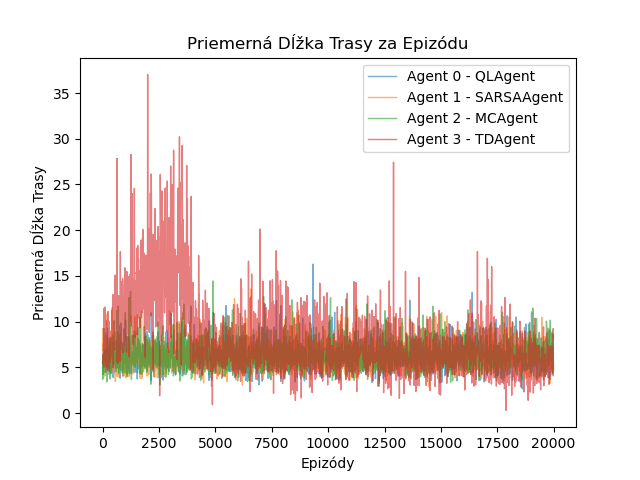 Priemerná Dĺžka Trasy za Epizódu
Agent 0 - QLAgent
Agent 1 - SARSAAgent
Agent 2 - MCAgent
Agent 3 - TDAgent
Priemerná Dĺžka Trasy
35
30
25
20
15
10
5
0
0 2500 5000 7500 10000 12500 15000 17500 20000
Epizódy